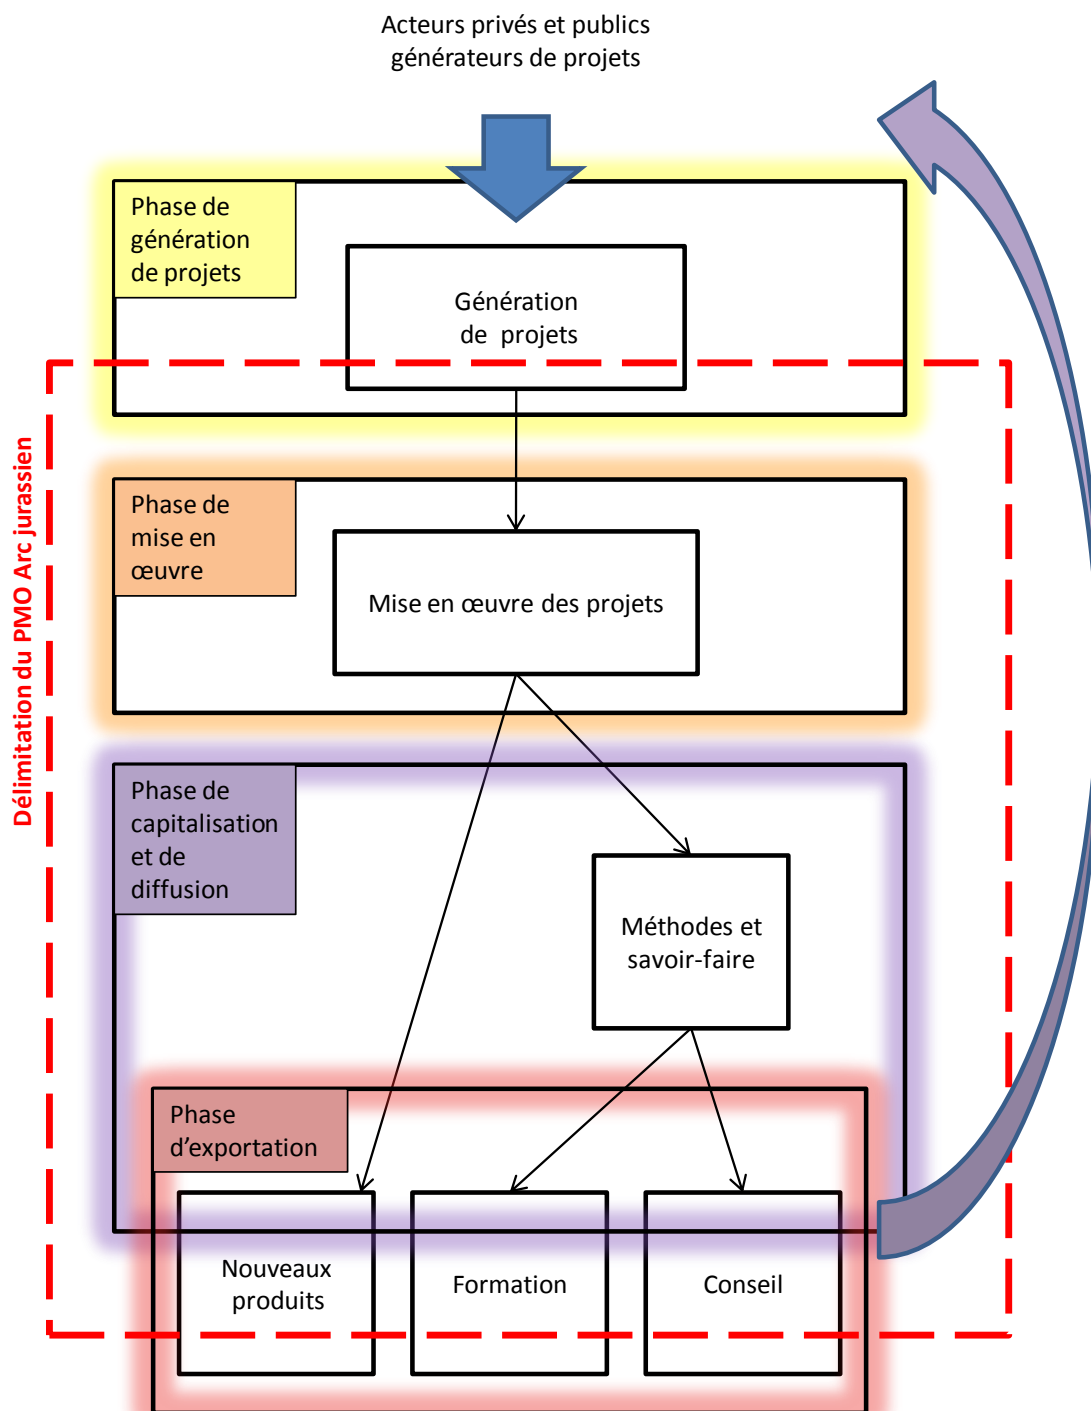 Acteurs privés et publics
générateurs de projets
Phase de
génération
de projets
Génération
de projets
Délimitation du PMO Arc jurassien
Phase de
mise en
œuvre
Mise en œuvre des projets
Phase de
capitalisation
et de
diffusion
Méthodes et
savoir-faire
Phase
d’exportation
Nouveaux
produits
Formation
Conseil